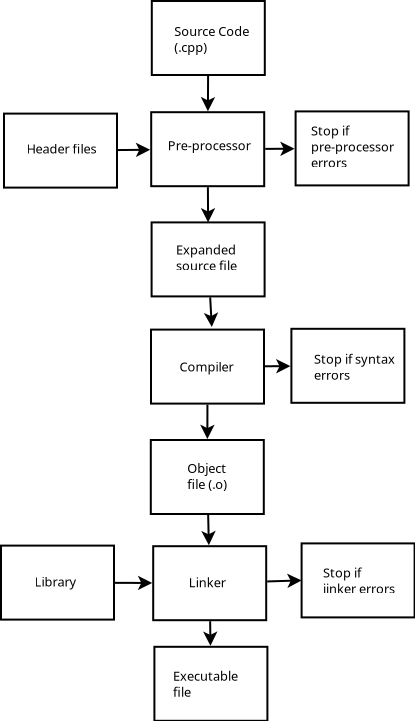 Source Code
(.cpp)
Header files
Pre-processor
Stop if
pre-processor
errors
Expanded
source file
Compiler
Stop if syntax
errors
Object
file (.o)
Library
Linker
Stop if
iinker errors
Executable
file